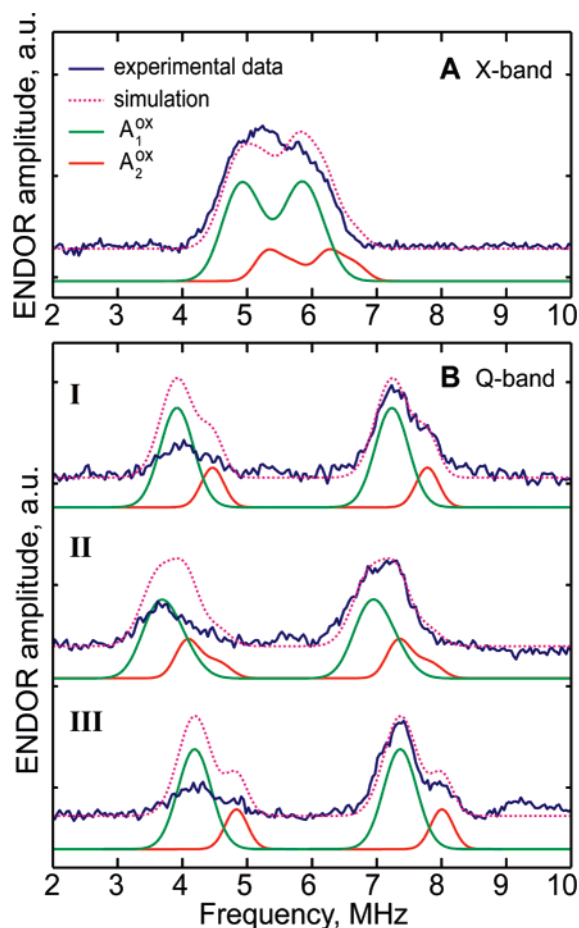 A X-band
experimental data
simulation
A₁ᵒˣ
A₂ᵒˣ
ENDOR amplitude, a.u.
2 3 4 5 6 7 8 9 10
B Q-band
I
II
III
ENDOR amplitude, a.u.
2 3 4 5 6 7 8 9 10
Frequency, MHz